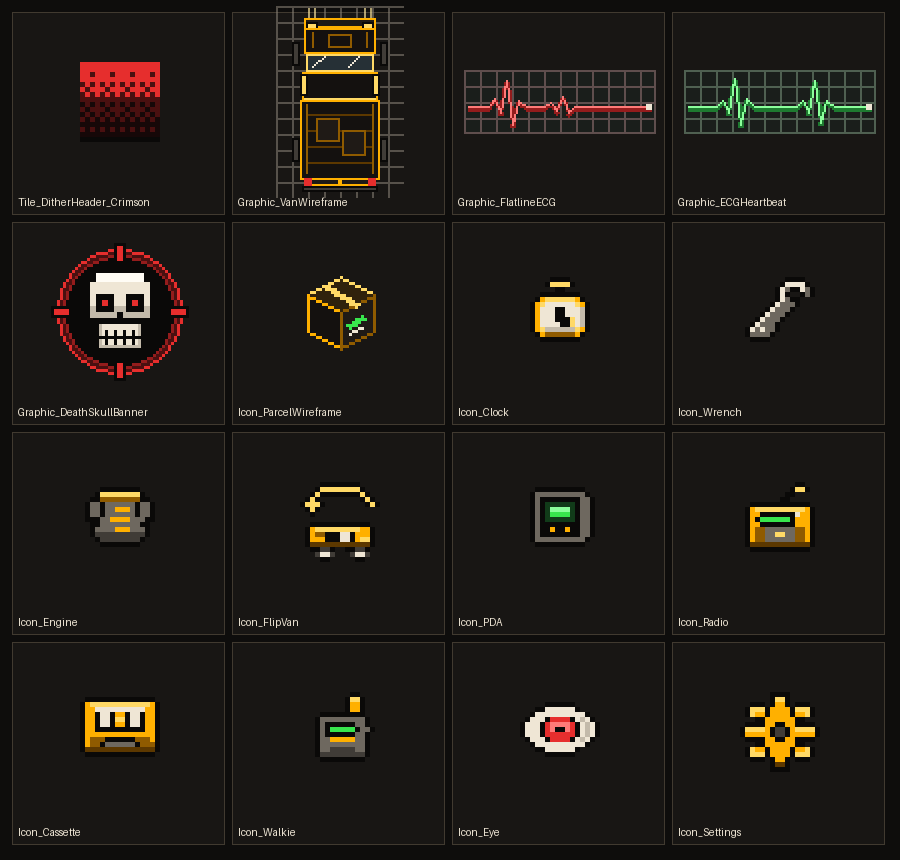 Tile_DitherHeader_Crimson
Graphic_VanWireframe
Graphic_FlatlineECG
Graphic_ECGHeartbeat
Graphic_DeathSkullBanner
Icon_ParcelWireframe
Icon_Clock
Icon_Wrench
Icon_Engine
Icon_FlipVan
Icon_PDA
Icon_Radio
Icon_Cassette
Icon_Walkie
Icon_Eye
Icon_Settings